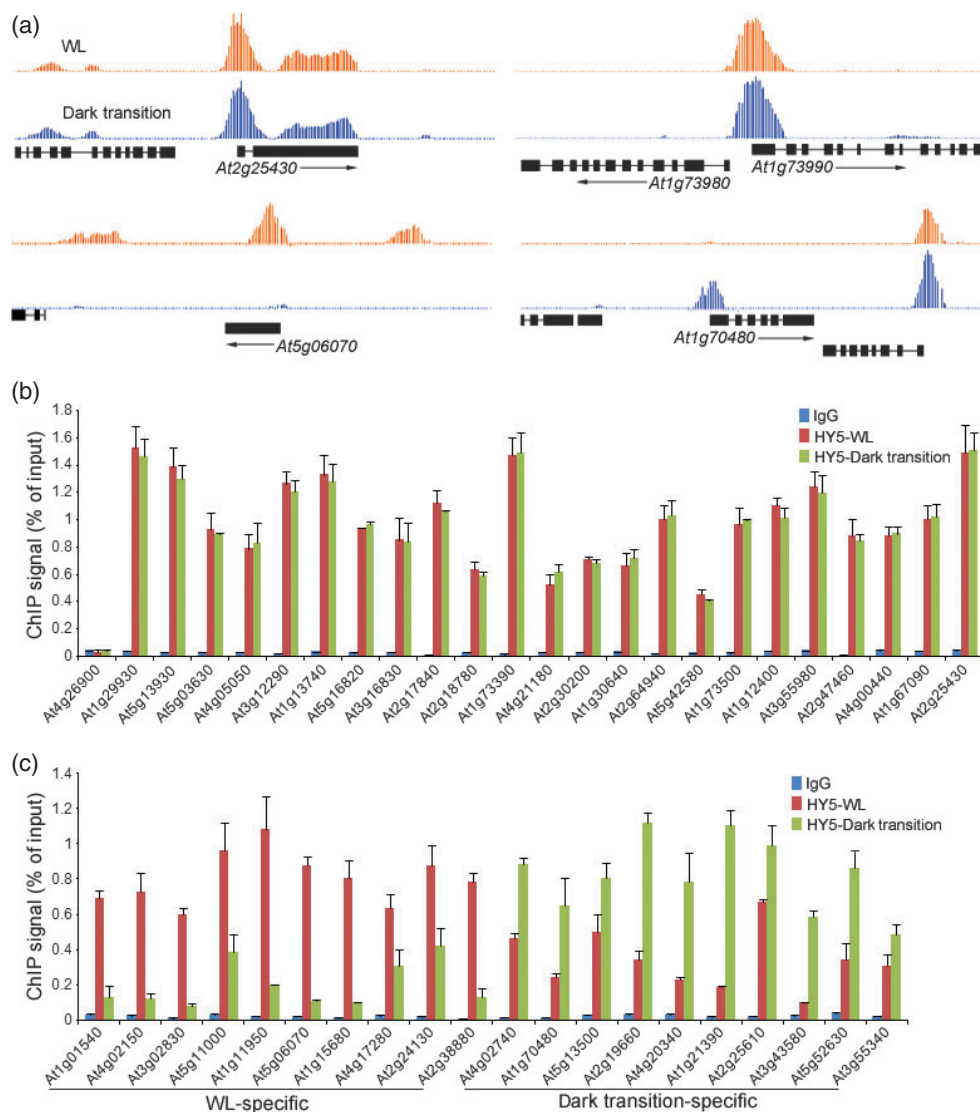 (a)
WL
Dark transition
At2g25430
At1g73980
At1g73990
At5g06070
At1g70480
(b)
1.8
1.6
1.4
1.2
1
0.8
0.6
0.4
0.2
0
ChIP signal (% of input)
IgG
HY5-WL
HY5-Dark transition
At4g26900
At1g29930
At5g13930
At5g03630
At4g05050
At3g12290
At1g13740
At5g16820
At3g16830
At2g17840
At2g18780
At1g73390
At4g21180
At2g30200
At1g30640
At2g64940
At5g42580
At1g73500
At1g12400
At3g55980
At2g47460
At4g00440
At1g67090
At2g25430
(c)
1.4
1.2
1
0.8
0.6
0.4
0.2
0
ChIP signal (% of input)
IgG
HY5-WL
HY5-Dark transition
At1g01540
At4g02150
At3g02830
At5g11000
At1g11950
At5g06070
At1g15680
At4g17280
At2g24130
At2g38880
At4g02740
At1g70480
At5g13500
At2g19660
At4g20340
At1g21390
At2g25610
At3g43580
At5g52630
At3g55340
WL-specific
Dark transition-specific